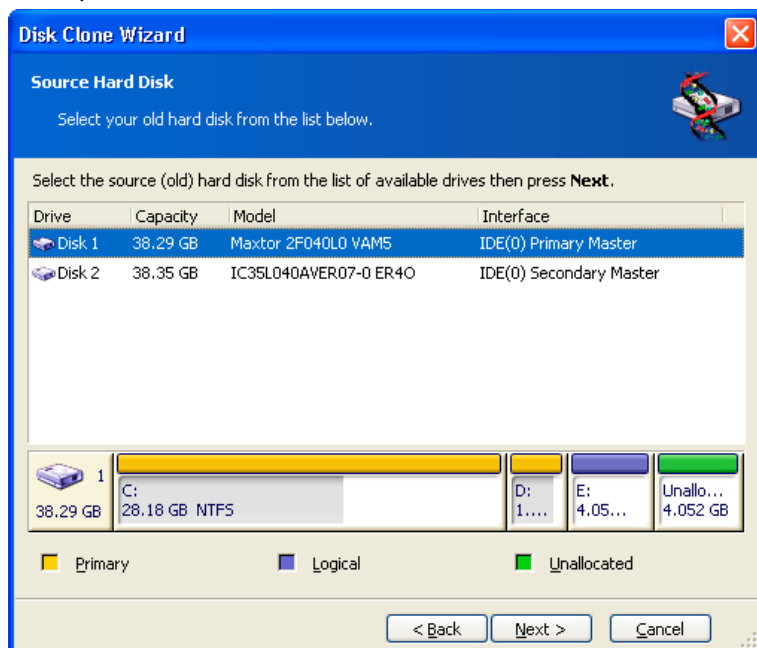 Disk Clone Wizard
Source Hard Disk
Select your old hard disk from the list below.
Select the source (old) hard disk from the list of available drives then press Next.
Drive Capacity Model Interface
Disk 1 38.29 GB Maxtor 2F040L0 VAM5 IDE(0) Primary Master
Disk 2 38.35 GB IC35L040AVER07-0 ER4O IDE(0) Secondary Master
1
C: D: E: Unallo...
38.29 GB 28.18 GB NTFS 1.... 4.05... 4.052 GB
Primary Logical Unallocated
< Back Next > Cancel